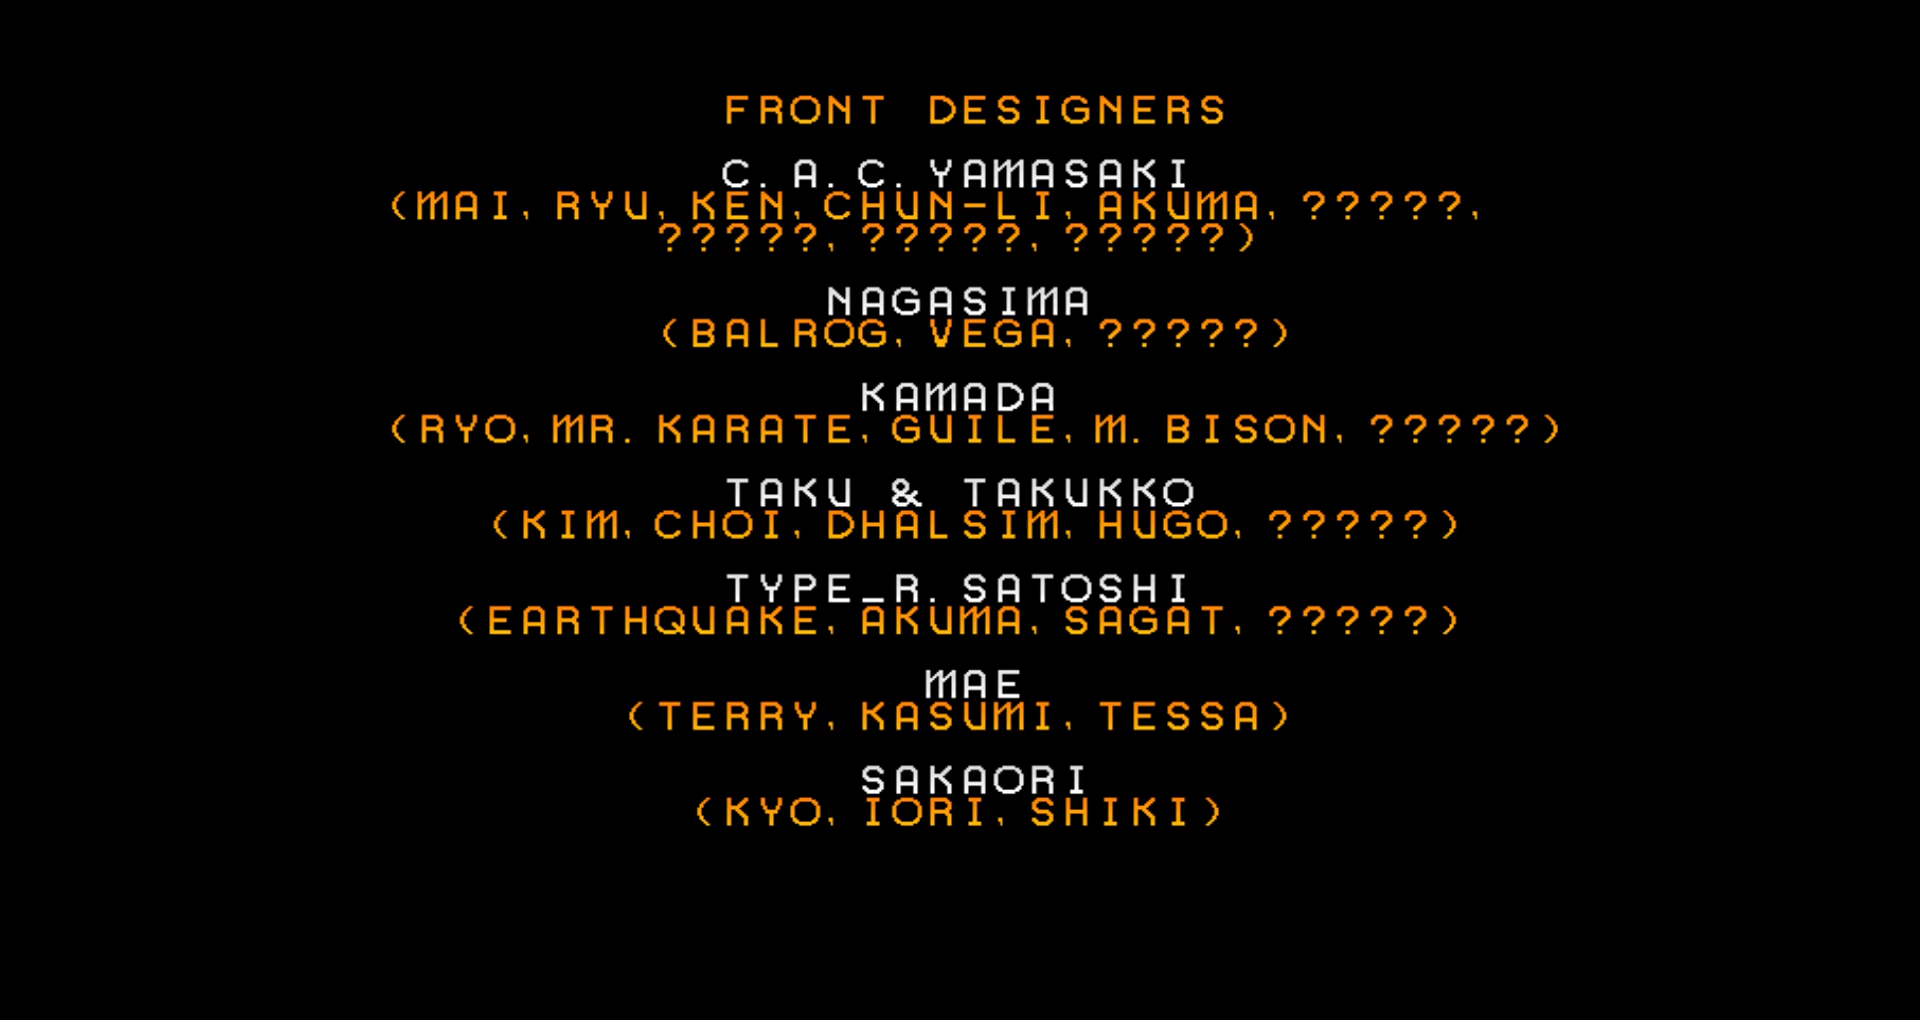 FRONT DESIGNERS
C.A.C.YAMASAKI
(MAI, RYU, KEN, CHUN-LI, AKUMA, ?????,
?????, ?????, ?????)
NAGASIMA
(BALROG, VEGA, ?????)
KAMADA
(RYO, MR. KARATE, GUILE, M. BISON, ?????)
TAKU & TAKUKKO
(KIM, CHOI, DHALSIM, HUGO, ?????)
TYPE_R.SATOSHI
(EARTHQUAKE, AKUMA, SAGAT, ?????)
MAE
(TERRY, KASUMI, TESSA)
SAKAORI
(KYO, IORI, SHIKI)